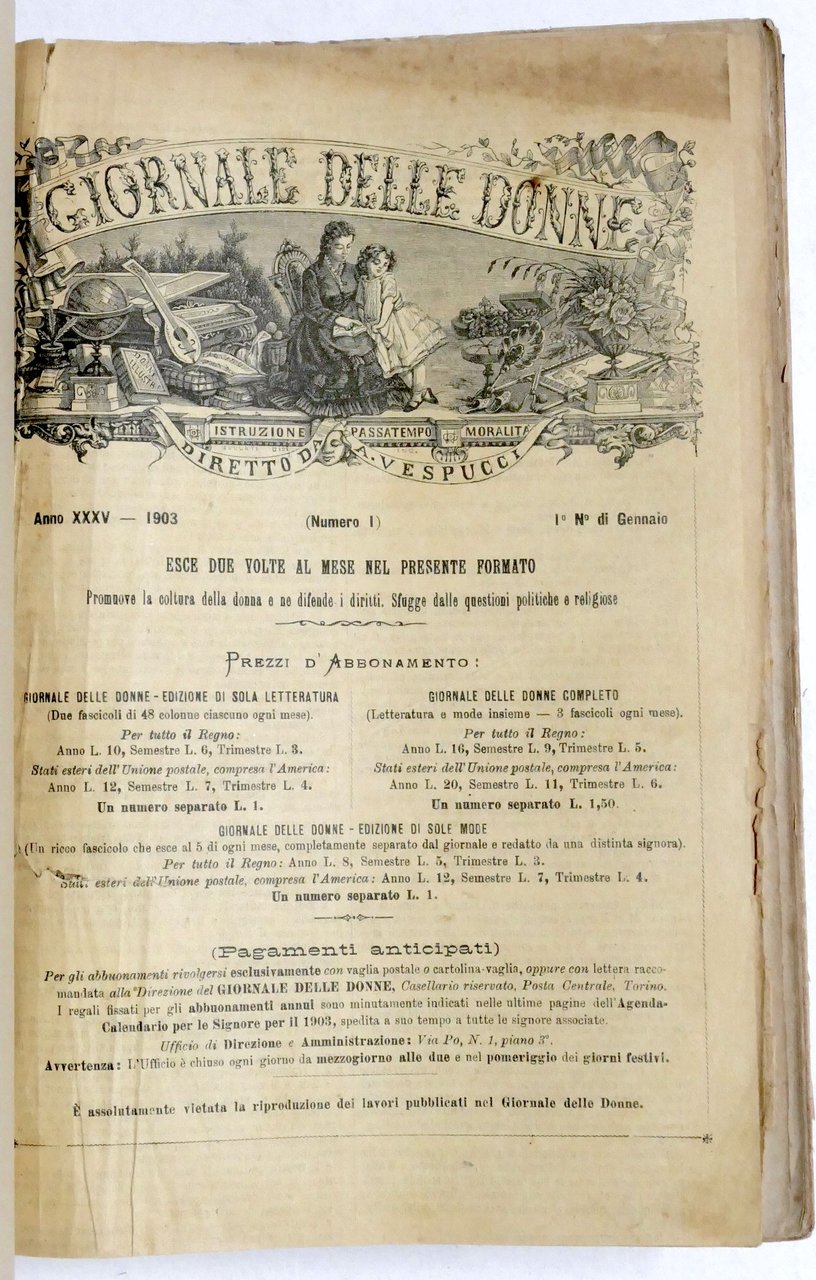 GIORNALE DELLE DONNE
ISTRUZIONE PASSATEMPO MORALITÀ
DIRETTO DA A. VESPUCCI
Anno XXXV — 1903 (Numero 1) 1º Nº di Gennaio
ESCE DUE VOLTE AL MESE NEL PRESENTE FORMATO
Promuove la coltura della donna e ne difende i diritti. Sfugge dalle questioni politiche e religiose
PREZZI D'ABBONAMENTO:
GIORNALE DELLE DONNE - EDIZIONE DI SOLA LETTERATURA
(Due fascicoli di 48 colonne ciascuno ogni mese).
Per tutto il Regno:
Anno L. 10, Semestre L. 6, Trimestre L. 3.
Stati esteri dell'Unione postale, compresa l'America:
Anno L. 12, Semestre L. 7, Trimestre L. 4.
Un numero separato L. 1.
GIORNALE DELLE DONNE COMPLETO
(Letteratura e mode insieme — 3 fascicoli ogni mese).
Per tutto il Regno:
Anno L. 16, Semestre L. 9, Trimestre L. 5.
Stati esteri dell'Unione postale, compresa l'America:
Anno L. 20, Semestre L. 11, Trimestre L. 6.
Un numero separato L. 1,50.
GIORNALE DELLE DONNE - EDIZIONE DI SOLE MODE
(Un ricco fascicolo che esce al 5 di ogni mese, completamente separato dal giornale e redatto da una distinta signora).
Per tutto il Regno: Anno L. 8, Semestre L. 5, Trimestre L. 3.
Stati esteri dell'Unione postale, compresa l'America: Anno L. 12, Semestre L. 7, Trimestre L. 4.
Un numero separato L. 1.
(Pagamenti anticipati)
Per gli abbuonamenti rivolgersi esclusivamente con vaglia postale o cartolina-vaglia, oppure con lettera racco-
mandata alla Direzione del GIORNALE DELLE DONNE, Casellario riservato, Posta Centrale, Torino.
I regali fissati per gli abbuonamenti annui sono minutamente indicati nelle ultime pagine dell'Agenda-
Calendario per le Signore per il 1903, spedita a suo tempo a tutte le signore associate.
Ufficio di Direzione e Amministrazione: Via Po, N. 1, piano 3º.
Avvertenza: L'Ufficio è chiuso ogni giorno da mezzogiorno alle due e nel pomeriggio dei giorni festivi.
È assolutamente vietata la riproduzione dei lavori pubblicati nel Giornale delle Donne.